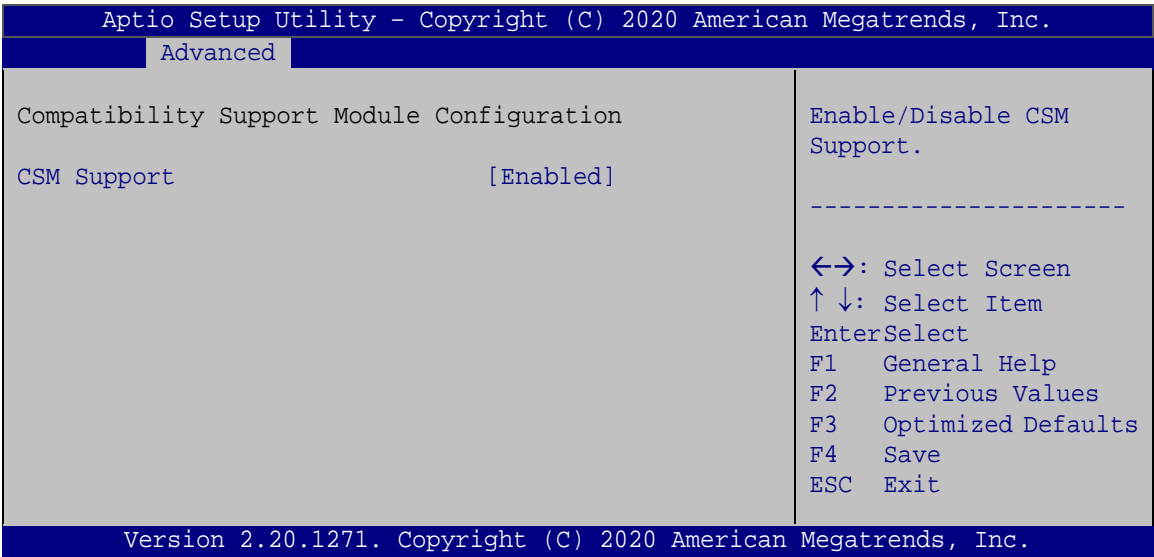 Aptio Setup Utility – Copyright (C) 2020 American Megatrends, Inc.
Advanced
Compatibility Support Module Configuration
CSM Support [Enabled]
Enable/Disable CSM
Support.
----------------------
←→: Select Screen
↑ ↓: Select Item
EnterSelect
F1 General Help
F2 Previous Values
F3 Optimized Defaults
F4 Save
ESC Exit
Version 2.20.1271. Copyright (C) 2020 American Megatrends, Inc.